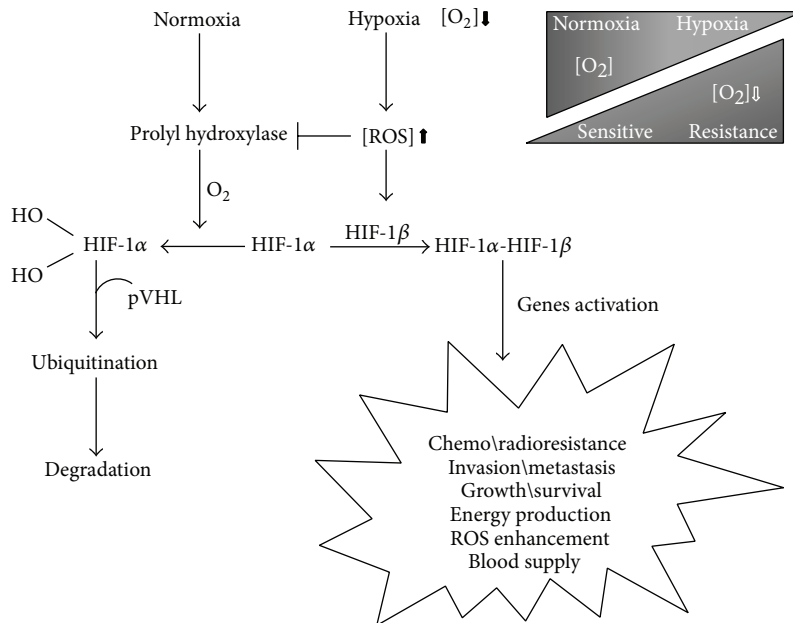 Normoxia
Hypoxia [O₂]⬇
Prolyl hydroxylase
[ROS]⬆
O₂
HO
HO
HIF-1α
HIF-1α
HIF-1β
HIF-1α-HIF-1β
pVHL
Genes activation
Ubiquitination
Degradation
Chemo\radioresistance
Invasion\metastasis
Growth\survival
Energy production
ROS enhancement
Blood supply
Normoxia Hypoxia
[O₂]
[O₂]⇩
Sensitive Resistance